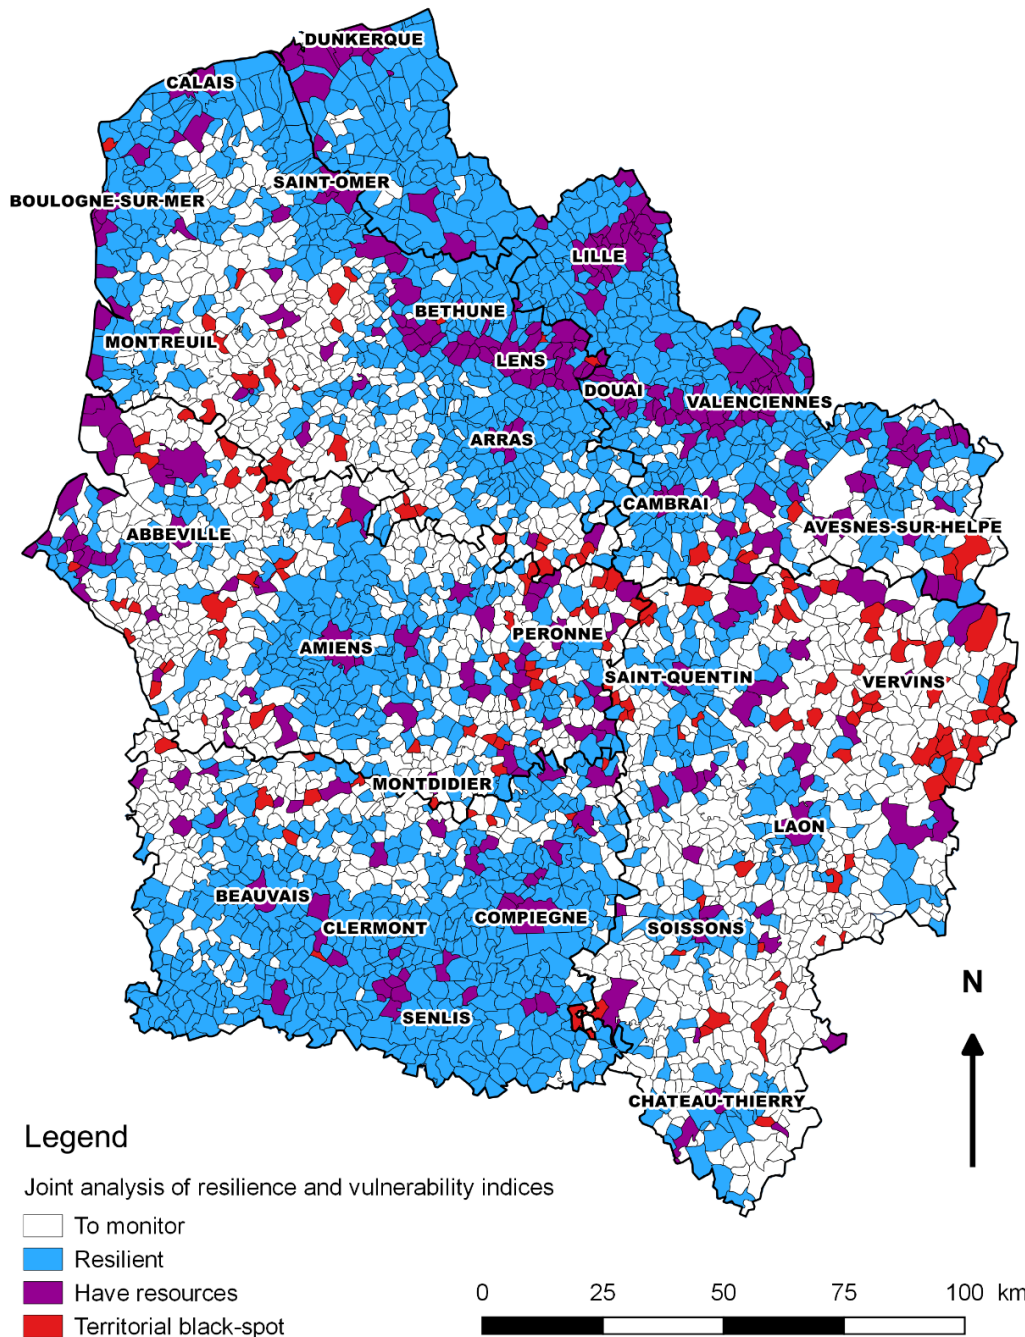 DUNKERQUE
CALAIS
SAINT-OMER
BOULOGNE-SUR-MER
LILLE
BETHUNE
MONTREUIL
LENS
DOUAI
VALENCIENNES
ARRAS
CAMBRAI
AVESNES-SUR-HELPE
ABBEVILLE
PERONNE
AMIENS
SAINT-QUENTIN
VERVINS
MONTDIDIER
LAON
BEAUVAIS
COMPIEGNE
CLERMONT
SOISSONS
SENLIS
N
CHATEAU-THIERRY
Legend
Joint analysis of resilience and vulnerability indices
To monitor
Resilient
Have resources
Territorial black-spot
0 25 50 75 100 km